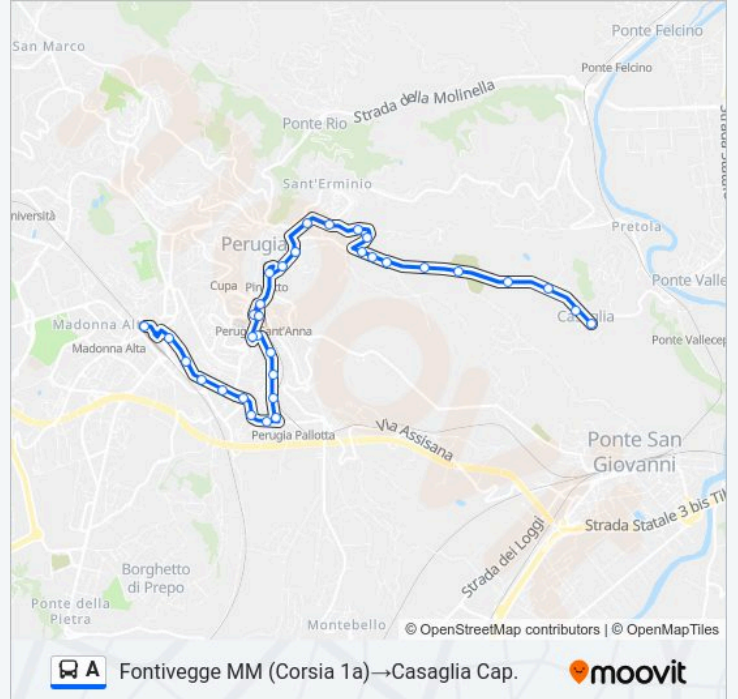 Ponte Felcino
San Marco
Ponte Felcino
Strada della Molinella
Ponte Rio
Sant'Erminio
niversità
Pretola
Perugia
Ponte Valle
Cupa
Casaglia
Madonna Alta
Perugia Sant'Anna
Madonna Alta
Ponte Vallecep
Perugia Pallotta
Via Assisana
Ponte San
Giovanni
Strada Statale 3 bis Ti
Strada dei Loggi
Borghetto
di Prepo
Ponte della
Pietra
Montebello
© OpenStreetMap contributors | © OpenMapTiles
A Fontivegge MM (Corsia 1a)→Casaglia Cap.
moovit